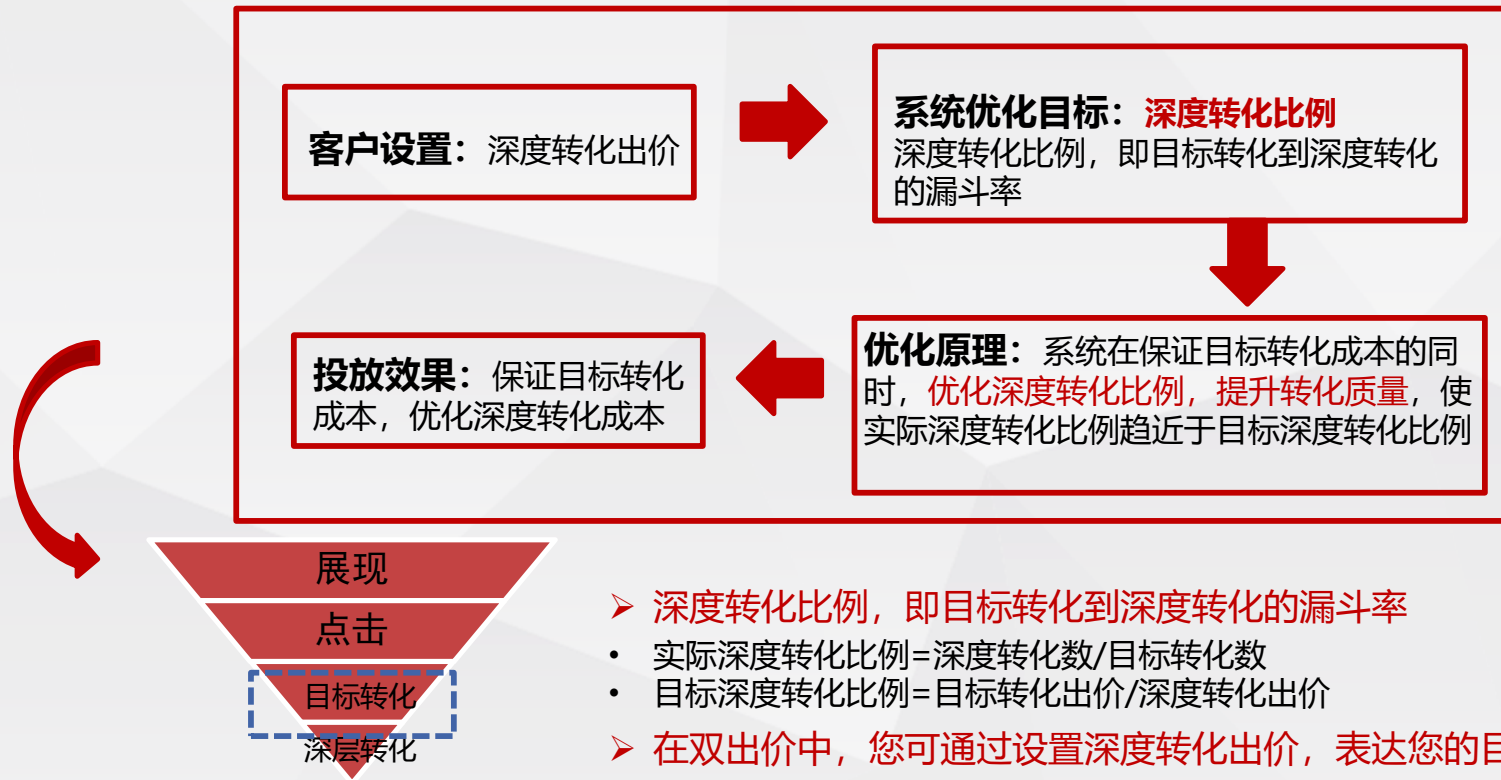 客户设置：深度转化出价
系统优化目标：深度转化比例
深度转化比例，即目标转化到深度转化
的漏斗率
投放效果：保证目标转化
成本，优化深度转化成本
优化原理：系统在保证目标转化成本的同
时，优化深度转化比例，提升转化质量，使
实际深度转化比例趋近于目标深度转化比例
展现
点击
目标转化
深层转化
➢ 深度转化比例，即目标转化到深度转化的漏斗率
• 实际深度转化比例=深度转化数/目标转化数
• 目标深度转化比例=目标转化出价/深度转化出价
➢ 在双出价中，您可通过设置深度转化出价，表达您的目